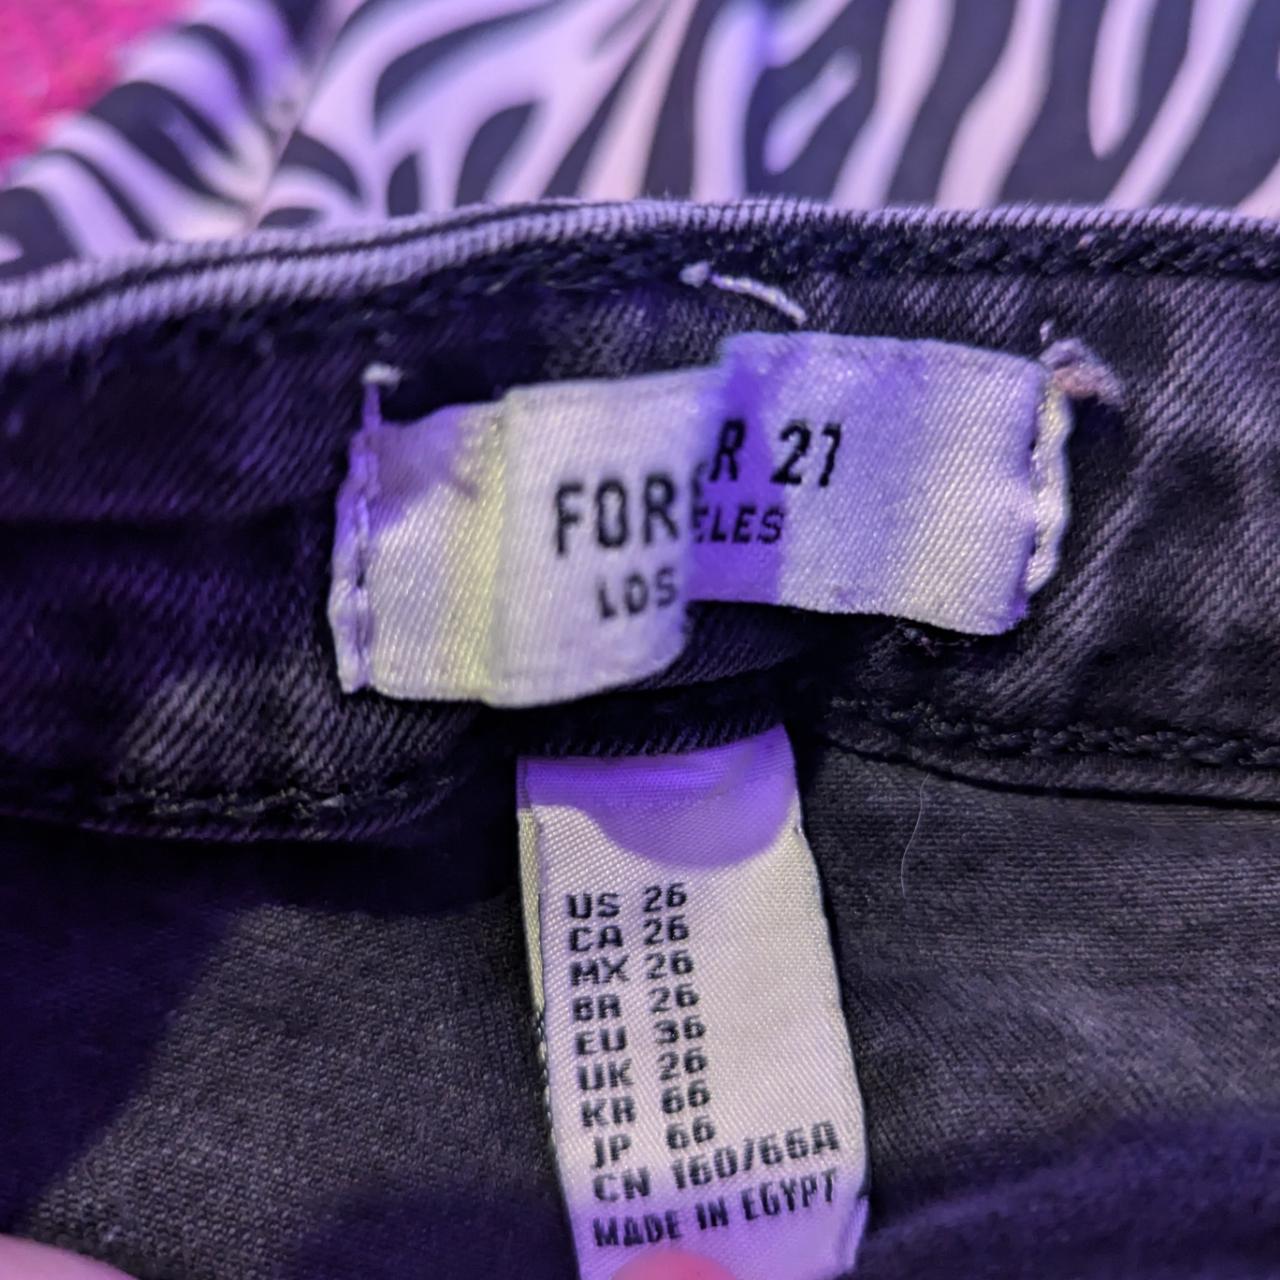 FOR R 21
LOS ELES
US 26
CA 26
MX 26
BR 26
EU 36
UK 26
KR 66
JP 66
CN 160/66A
MADE IN EGYPT